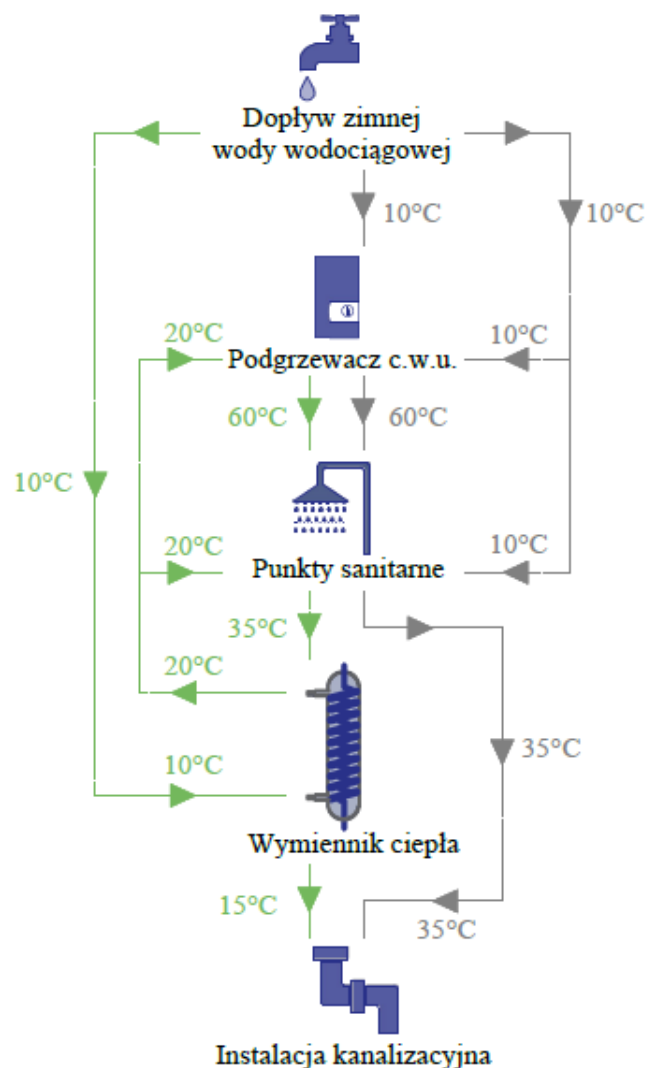 Dopływ zimnej
wody wodociągowej
10°C
10°C
20°C
10°C
Podgrzewacz c.w.u.
60°C
60°C
10°C
20°C
10°C
Punkty sanitarne
35°C
20°C
35°C
10°C
Wymiennik ciepła
15°C
35°C
Instalacja kanalizacyjna